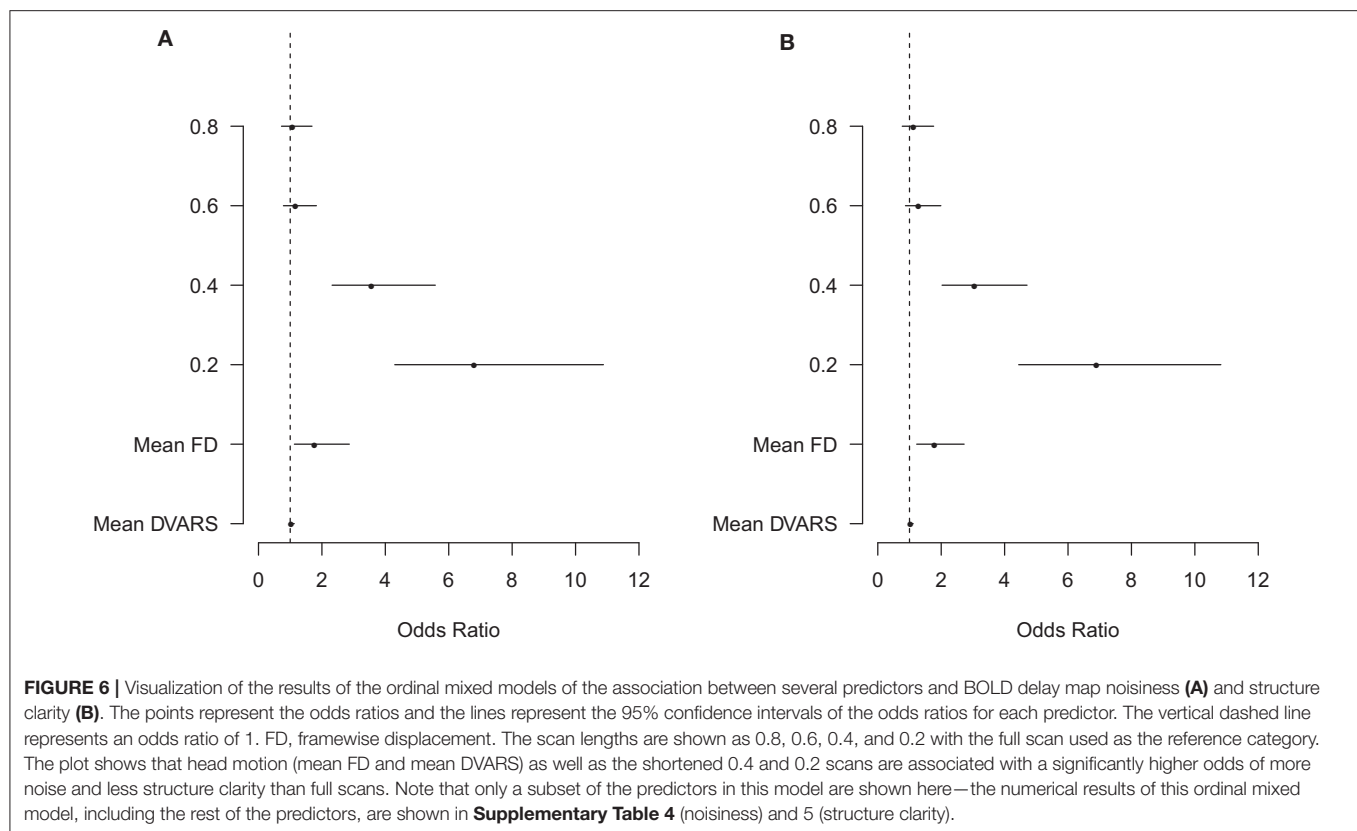 A
0.8
0.6
0.4
0.2
Mean FD
Mean DVARS
0 2 4 6 8 10 12
Odds Ratio
B
0.8
0.6
0.4
0.2
Mean FD
Mean DVARS
0 2 4 6 8 10 12
Odds Ratio
FIGURE 6 | Visualization of the results of the ordinal mixed models of the association between several predictors and BOLD delay map noisiness (A) and structure
clarity (B). The points represent the odds ratios and the lines represent the 95% confidence intervals of the odds ratios for each predictor. The vertical dashed line
represents an odds ratio of 1. FD, framewise displacement. The scan lengths are shown as 0.8, 0.6, 0.4, and 0.2 with the full scan used as the reference category.
The plot shows that head motion (mean FD and mean DVARS) as well as the shortened 0.4 and 0.2 scans are associated with a significantly higher odds of more
noise and less structure clarity than full scans. Note that only a subset of the predictors in this model are shown here—the numerical results of this ordinal mixed
model, including the rest of the predictors, are shown in Supplementary Table 4 (noisiness) and 5 (structure clarity).